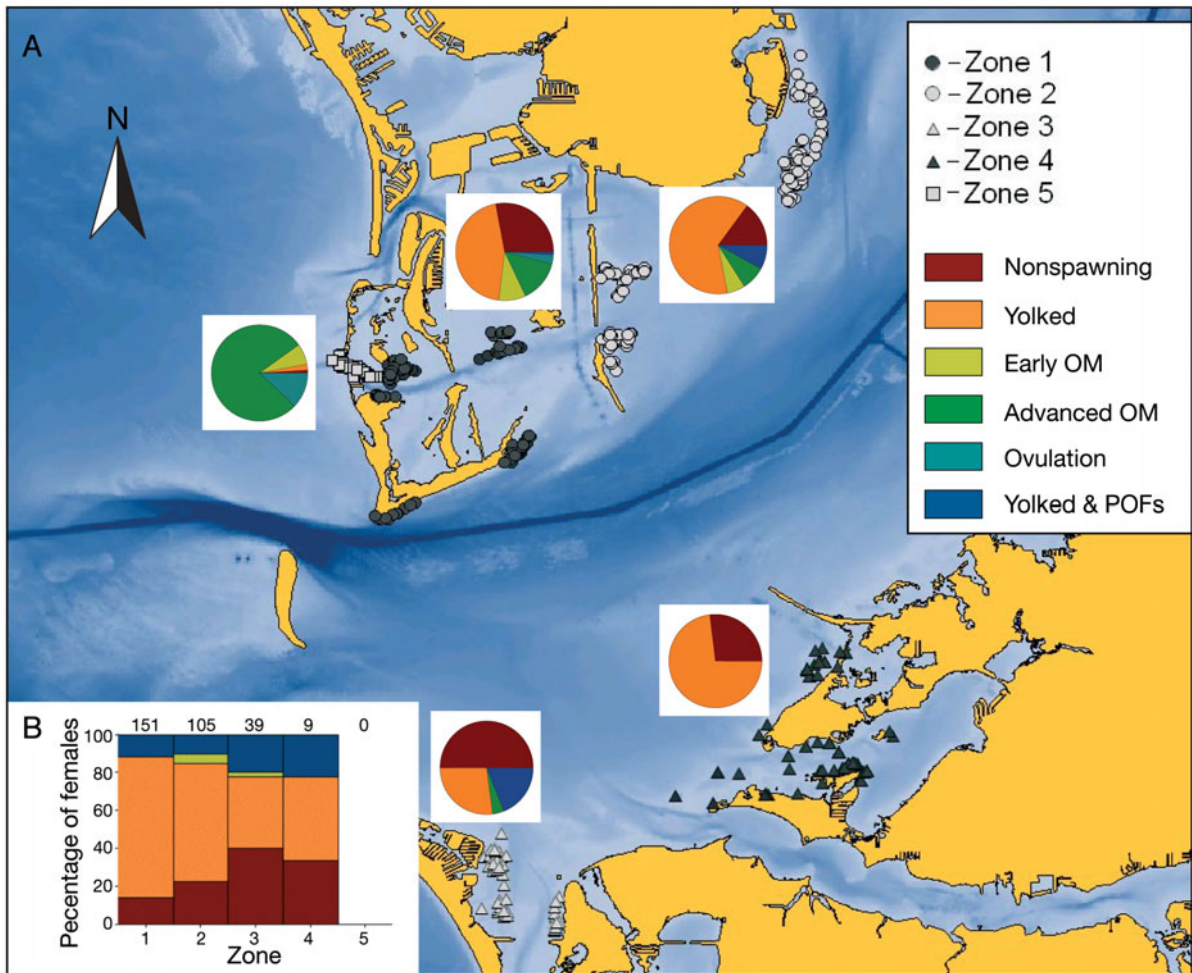 A
N
– Zone 1
– Zone 2
– Zone 3
– Zone 4
– Zone 5
Nonspawning
Yolked
Early OM
Advanced OM
Ovulation
Yolked & POFs
B
151 105 39 9 0
100
80
60
40
20
0
Pecentage of females
1 2 3 4 5
Zone